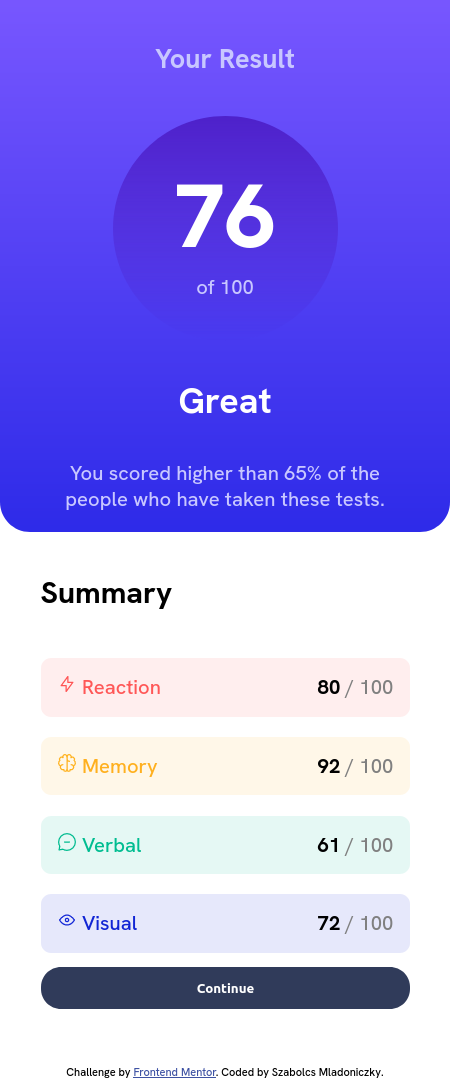 Your Result
76
of 100
Great
You scored higher than 65% of the
people who have taken these tests.
Summary
Reaction 80 / 100
Memory 92 / 100
Verbal 61 / 100
Visual 72 / 100
Continue
Challenge by Frontend Mentor. Coded by Szabolcs Mladoniczky.